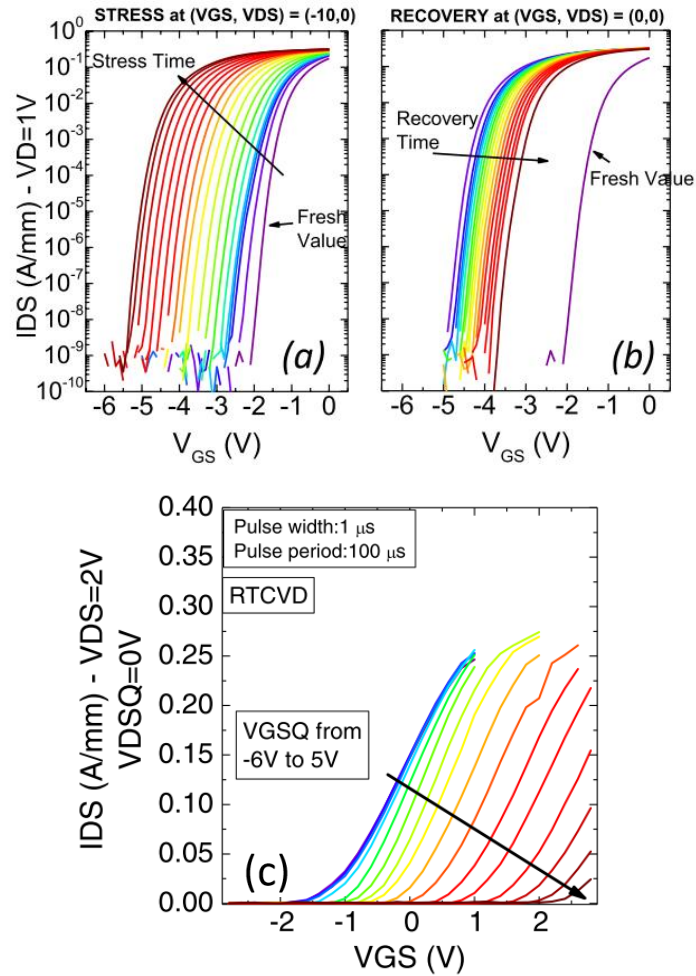 STRESS at (VGS, VDS) = (-10,0)
RECOVERY at (VGS, VDS) = (0,0)
IDS (A/mm) - VD=1V
10^0
10^-1
10^-2
10^-3
10^-4
10^-5
10^-6
10^-7
10^-8
10^-9
10^-10
Stress Time
Fresh
Value
(a)
-6 -5 -4 -3 -2 -1 0
V_GS (V)
Recovery
Time
Fresh Value
(b)
-6 -5 -4 -3 -2 -1 0
V_GS (V)
IDS (A/mm) - VDS=2V
VDSQ=0V
0.40
0.35
0.30
0.25
0.20
0.15
0.10
0.05
0.00
Pulse width:1 μs
Pulse period:100 μs
RTCVD
VGSQ from
-6V to 5V
(c)
-2 -1 0 1 2
VGS (V)